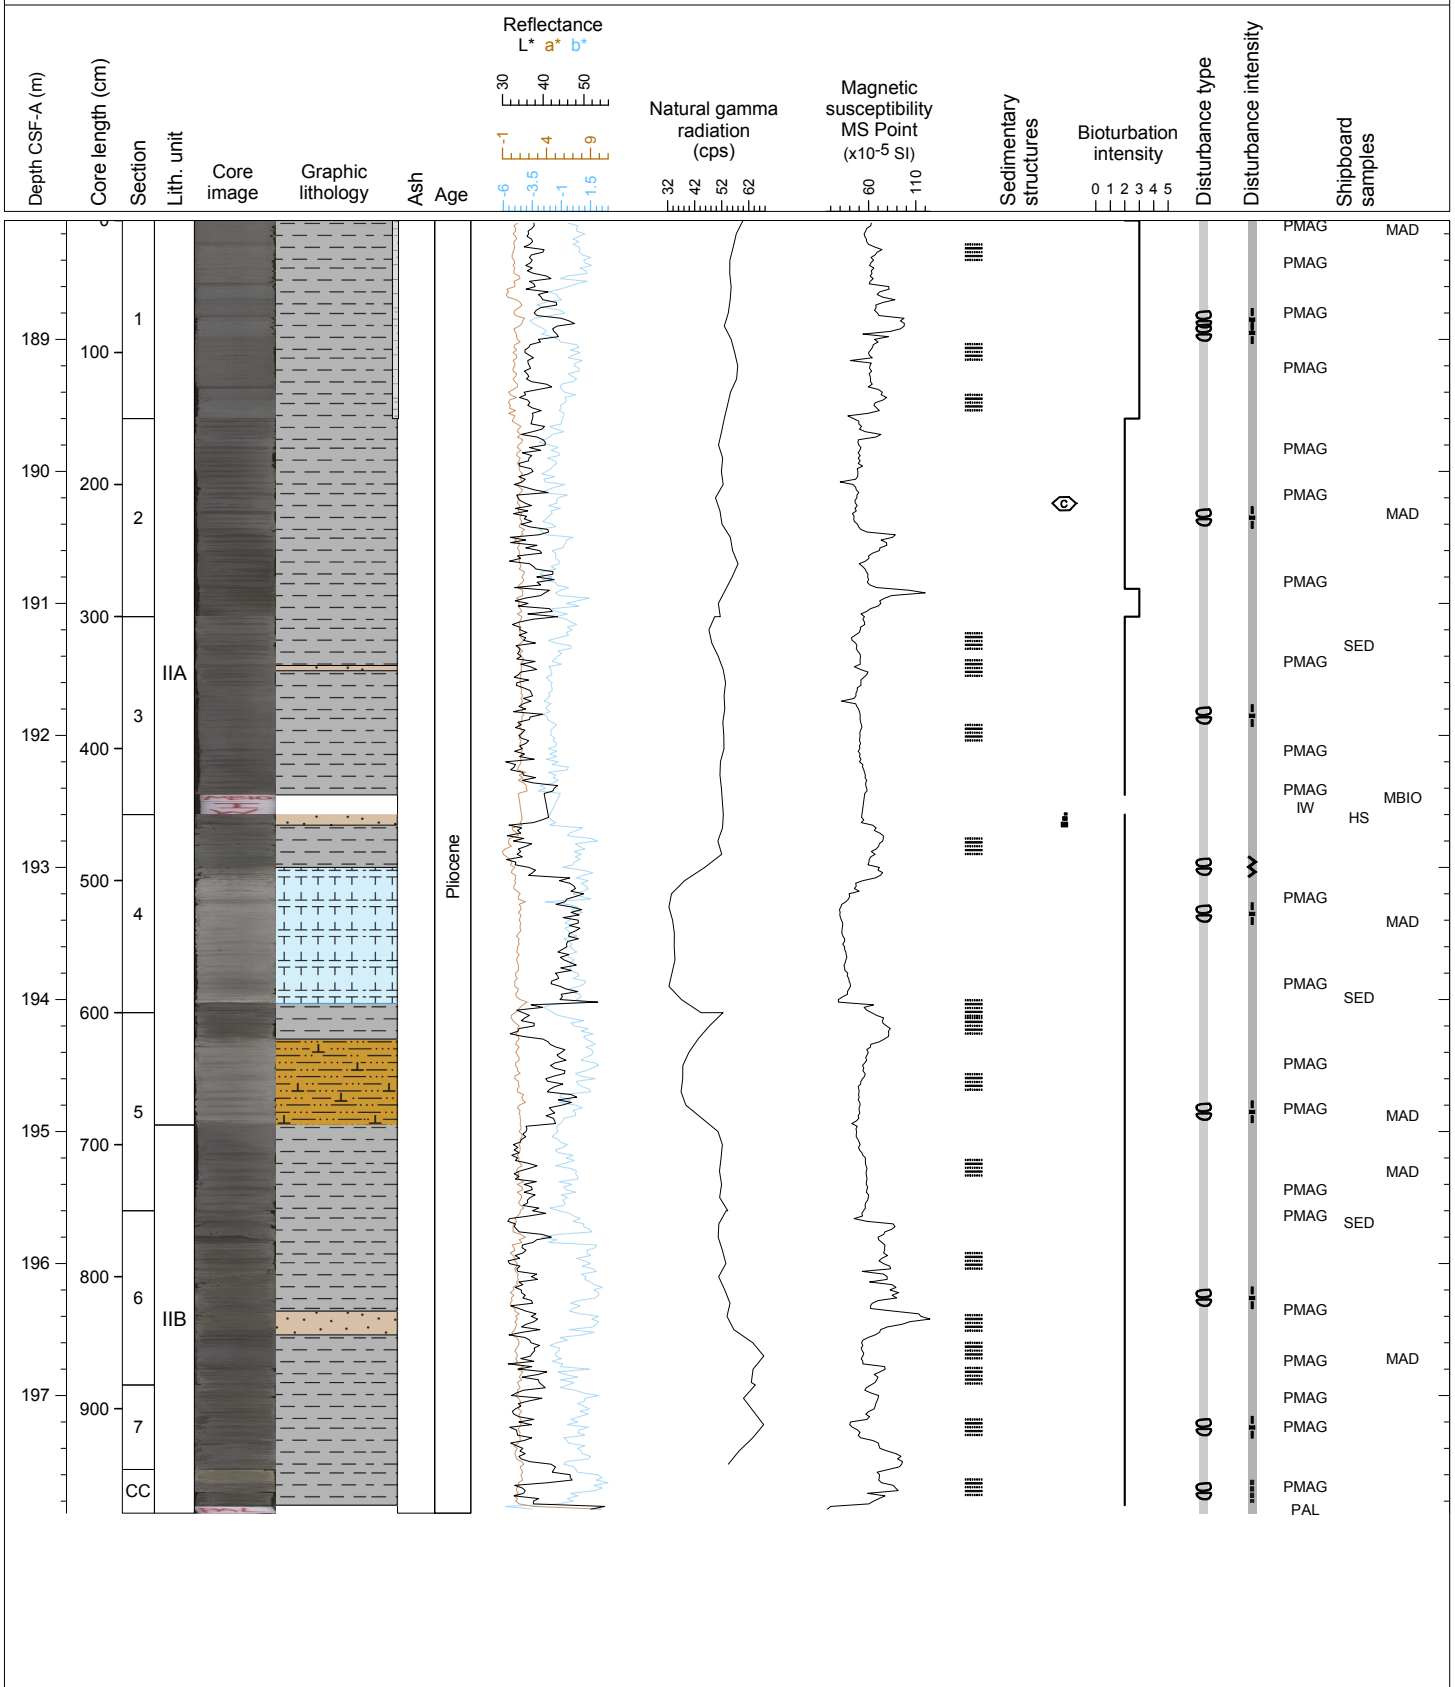 Depth CSF-A (m)
Core length (cm)
Section
Lith. unit
Core
image
Graphic
lithology
Ash
Age
Reflectance
L* a* b*
30 40 50
-1 4 9
-6 -3.5 -1 1.5
Natural gamma
radiation
(cps)
32 42 52 62
Magnetic
susceptibility
MS Point
(x10-5 SI)
60 110
Sedimentary
structures
Bioturbation
intensity
0 1 2 3 4 5
Disturbance type
Disturbance intensity
Shipboard
samples
189
190
191
192
193
194
195
196
197
0
100
200
300
400
500
600
700
800
900
1
2
3
4
5
6
7
CC
IIA
IIB
Pliocene
C
PMAG MAD
PMAG
PMAG
PMAG
PMAG
PMAG
MAD
PMAG
SED
PMAG
PMAG
PMAG
MBIO
IW
HS
PMAG
MAD
PMAG
SED
PMAG
PMAG
MAD
MAD
PMAG
PMAG
SED
PMAG
PMAG MAD
PMAG
PMAG
PMAG
PAL